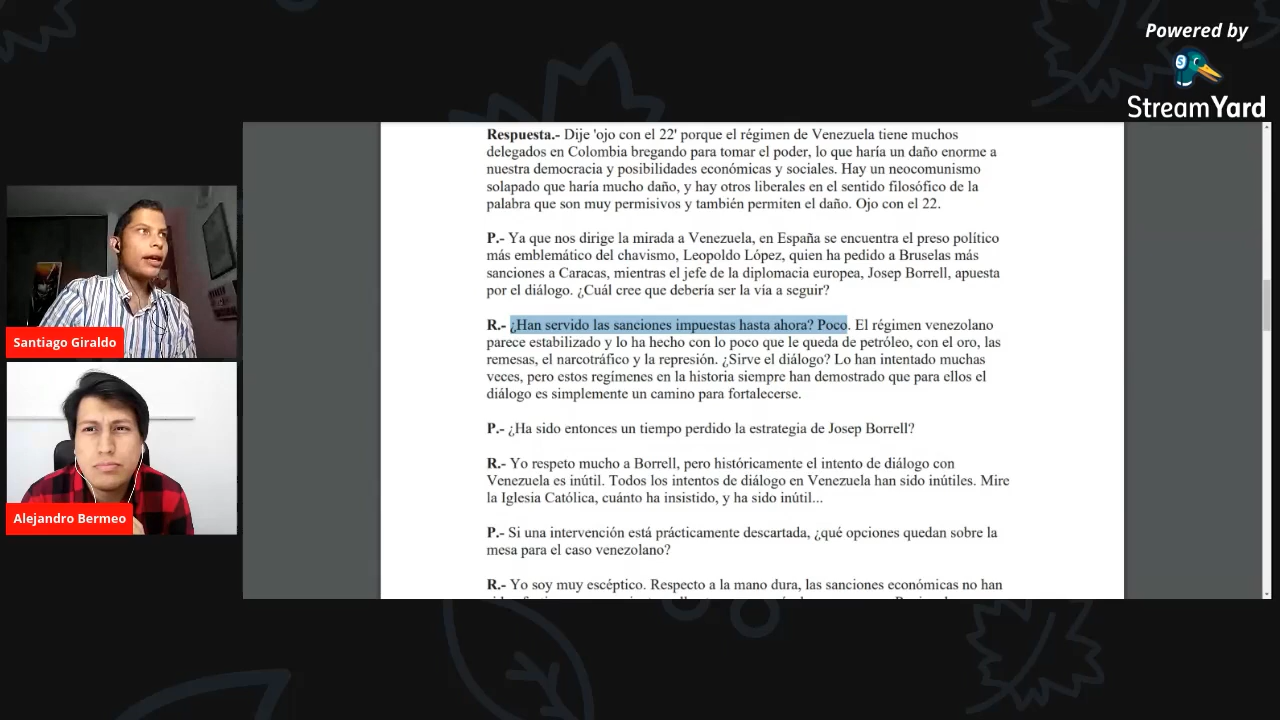 Powered by
StreamYard
Respuesta.- Dije 'ojo con el 22' porque el régimen de Venezuela tiene muchos
delegados en Colombia bregando para tomar el poder, lo que haría un daño enorme a
nuestra democracia y posibilidades económicas y sociales. Hay un neocomunismo
solapado que haría mucho daño, y hay otros liberales en el sentido filosófico de la
palabra que son muy permisivos y también permiten el daño. Ojo con el 22.
P.- Ya que nos dirige la mirada a Venezuela, en España se encuentra el preso político
más emblemático del chavismo, Leopoldo López, quien ha pedido a Bruselas más
sanciones a Caracas, mientras el jefe de la diplomacia europea, Josep Borrell, apuesta
por el diálogo. ¿Cuál cree que debería ser la vía a seguir?
R.- ¿Han servido las sanciones impuestas hasta ahora? Poco. El régimen venezolano
parece estabilizado y lo ha hecho con lo poco que le queda de petróleo, con el oro, las
remesas, el narcotráfico y la represión. ¿Sirve el diálogo? Lo han intentado muchas
veces, pero estos regímenes en la historia siempre han demostrado que para ellos el
diálogo es simplemente un camino para fortalecerse.
P.- ¿Ha sido entonces un tiempo perdido la estrategia de Josep Borrell?
R.- Yo respeto mucho a Borrell, pero históricamente el intento de diálogo con
Venezuela es inútil. Todos los intentos de diálogo en Venezuela han sido inútiles. Mire
la Iglesia Católica, cuánto ha insistido, y ha sido inútil...
P.- Si una intervención está prácticamente descartada, ¿qué opciones quedan sobre la
mesa para el caso venezolano?
R.- Yo soy muy escéptico. Respecto a la mano dura, las sanciones económicas no han
Santiago Giraldo
Alejandro Bermeo